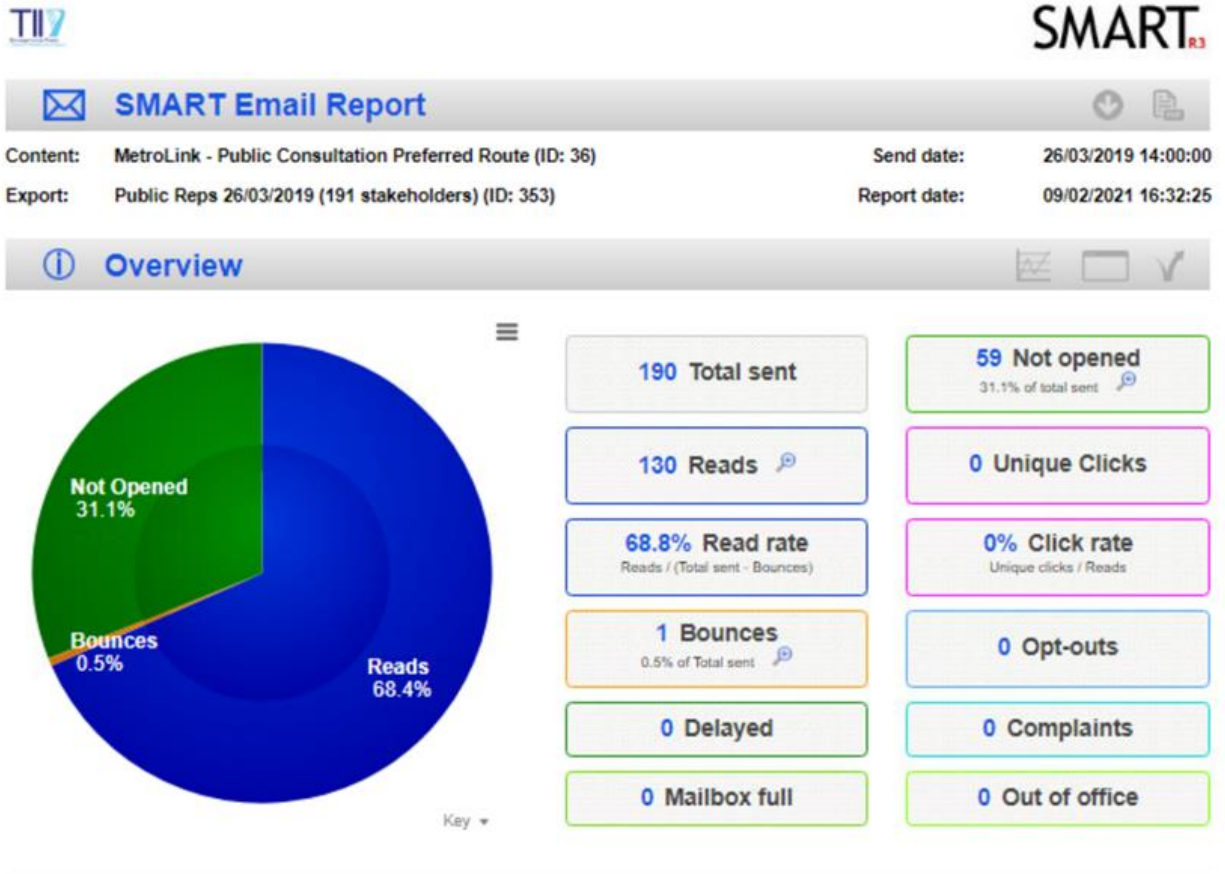 TII
SMART R3
SMART Email Report
Content: MetroLink - Public Consultation Preferred Route (ID: 36)
Send date: 26/03/2019 14:00:00
Export: Public Reps 26/03/2019 (191 stakeholders) (ID: 353)
Report date: 09/02/2021 16:32:25
Overview
Not Opened
31.1%
Bounces
0.5%
Reads
68.4%
Key
190 Total sent
59 Not opened
31.1% of total sent
130 Reads
0 Unique Clicks
68.8% Read rate
Reads / (Total sent - Bounces)
0% Click rate
Unique clicks / Reads
1 Bounces
0.5% of Total sent
0 Opt-outs
0 Delayed
0 Complaints
0 Mailbox full
0 Out of office